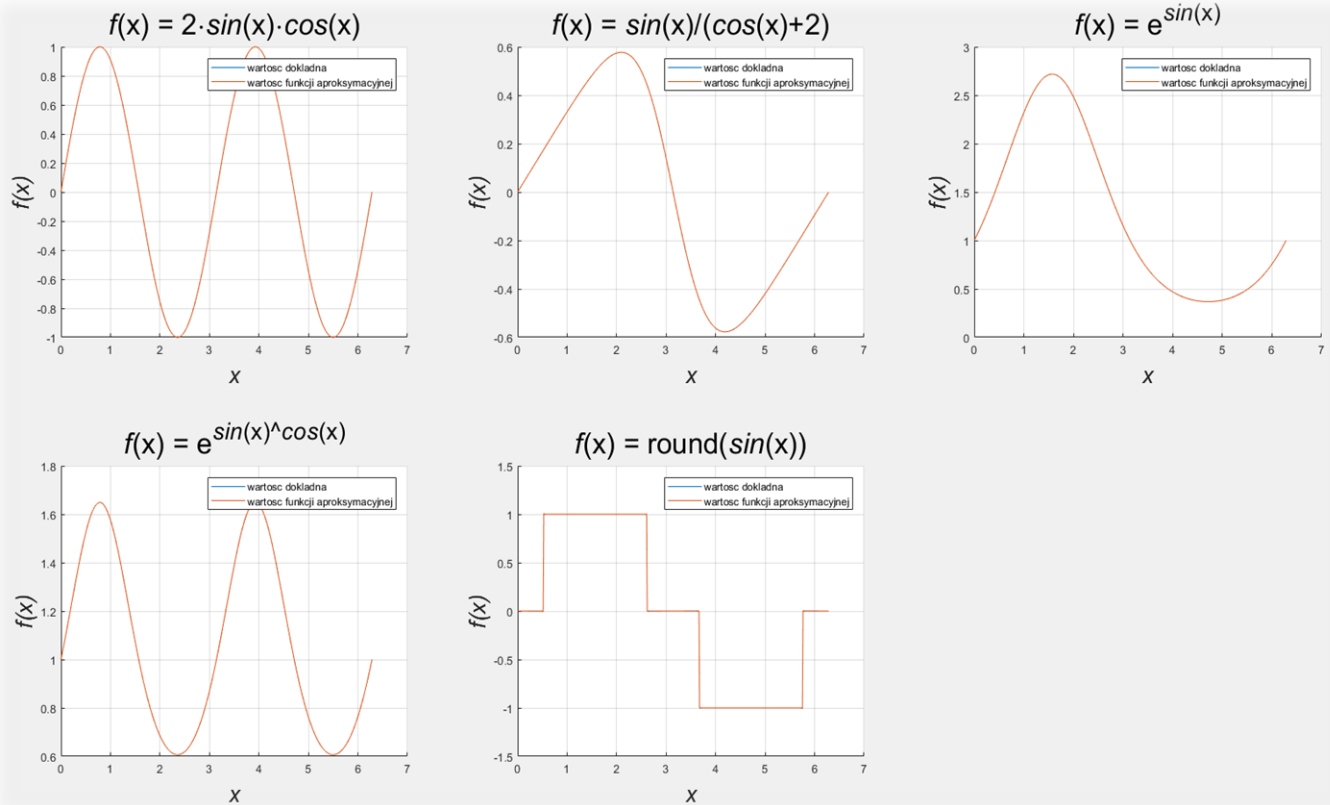 f(x) = 2·sin(x)·cos(x)
1
0.8
0.6
0.4
0.2
0
-0.2
-0.4
-0.6
-0.8
-1
f(x)
wartosc dokladna
wartosc funkcji aproksymacyjnej
0 1 2 3 4 5 6 7
x
f(x) = sin(x)/(cos(x)+2)
0.6
0.4
0.2
0
-0.2
-0.4
-0.6
f(x)
wartosc dokladna
wartosc funkcji aproksymacyjnej
0 1 2 3 4 5 6 7
x
f(x) = e^sin(x)
3
2.5
2
1.5
1
0.5
0
f(x)
wartosc dokladna
wartosc funkcji aproksymacyjnej
0 1 2 3 4 5 6 7
x
f(x) = e^sin(x)^cos(x)
1.8
1.6
1.4
1.2
1
0.8
0.6
f(x)
wartosc dokladna
wartosc funkcji aproksymacyjnej
0 1 2 3 4 5 6 7
x
f(x) = round(sin(x))
1.5
1
0.5
0
-0.5
-1
-1.5
f(x)
wartosc dokladna
wartosc funkcji aproksymacyjnej
0 1 2 3 4 5 6 7
x